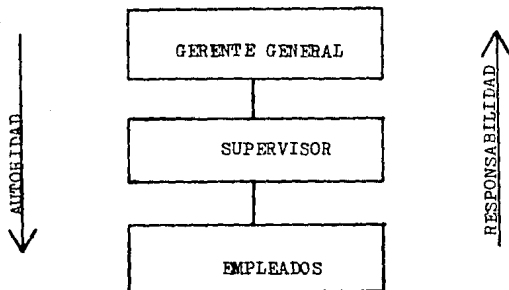 GERENTE GENERAL
SUPERVISOR
EMPLEADOS
AUTORIDAD
RESPONSABILIDAD